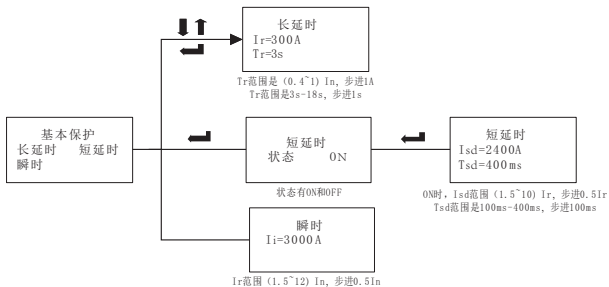 长延时
Ir=300A
Tr=3s
Tr范围是（0.4~1）In，步进1A
Tr范围是3s-18s，步进1s
基本保护
长延时 短延时
瞬时
短延时
状态 ON
状态有ON和OFF
短延时
Isd=2400A
Tsd=400ms
ON时，Isd范围（1.5~10）Ir，步进0.5Ir
Tsd范围是100ms-400ms，步进100ms
瞬时
Ii=3000A
Ir范围（1.5~12）In，步进0.5In